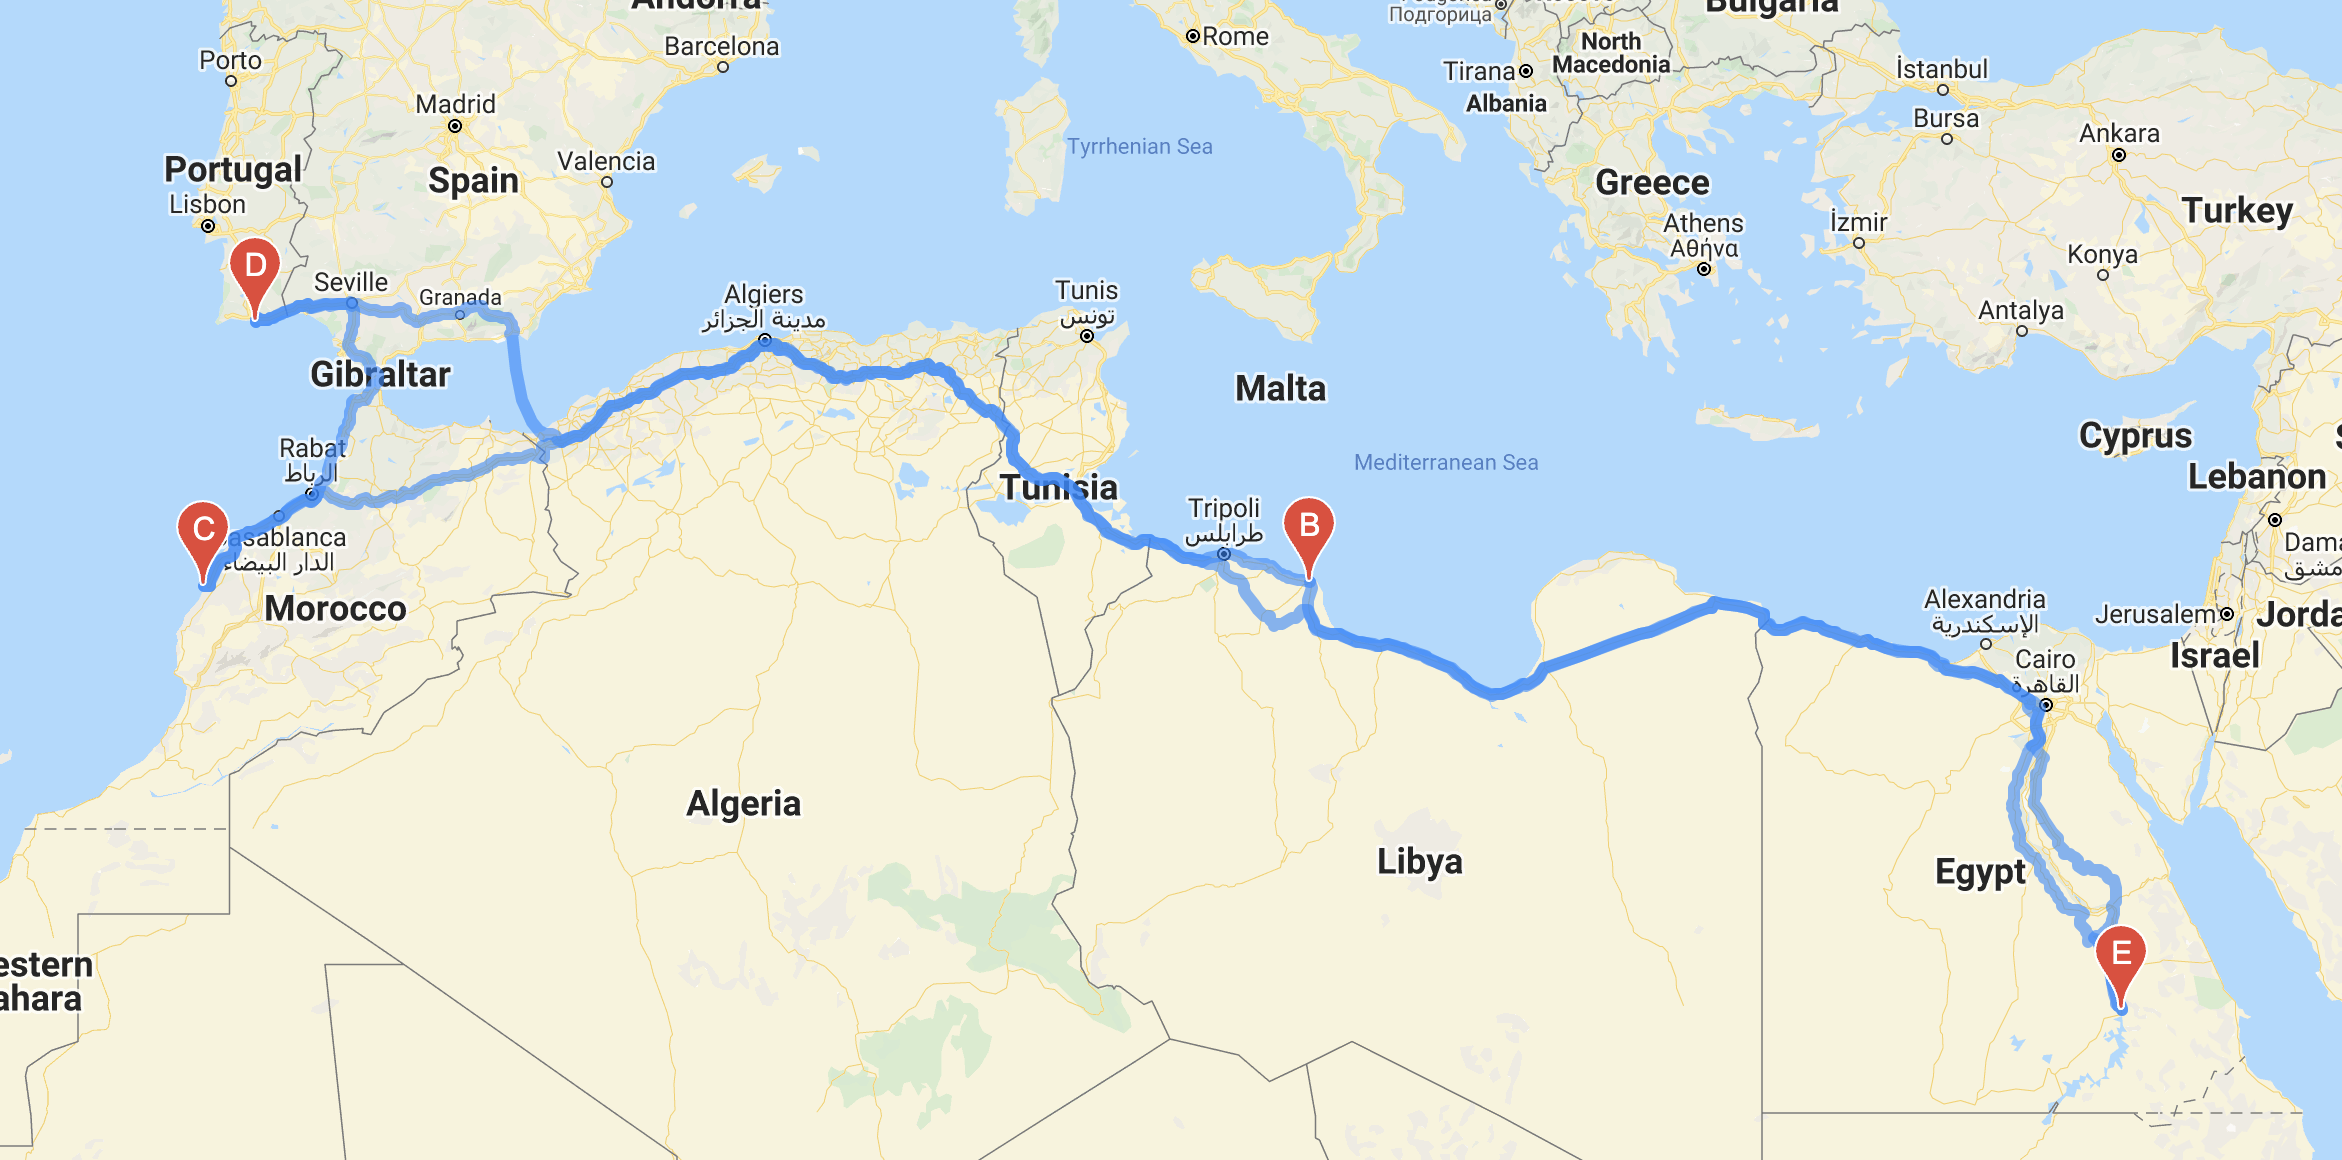 Andorra
Bulgaria
Подгорица
Porto
Barcelona
Rome
North
Macedonia
Tirana
Albania
İstanbul
Bursa
Ankara
Madrid
Portugal
Spain
Valencia
Tyrrhenian Sea
Greece
Turkey
Lisbon
Athens
Αθήνα
İzmir
Konya
D
Seville
Granada
Algiers
مدينة الجزائر
Tunis
تونس
Antalya
Gibraltar
Malta
Cyprus
Lebanon
Rabat
الرباط
Mediterranean Sea
Tunisia
Tripoli
طرابلس
B
C
asablanca
الدار البيضاء
Dama
دمشق
Morocco
Alexandria
الإسكندرية
Jerusalem
Jorda
Israel
Cairo
القاهرة
Algeria
Libya
Egypt
E
estern
ahara